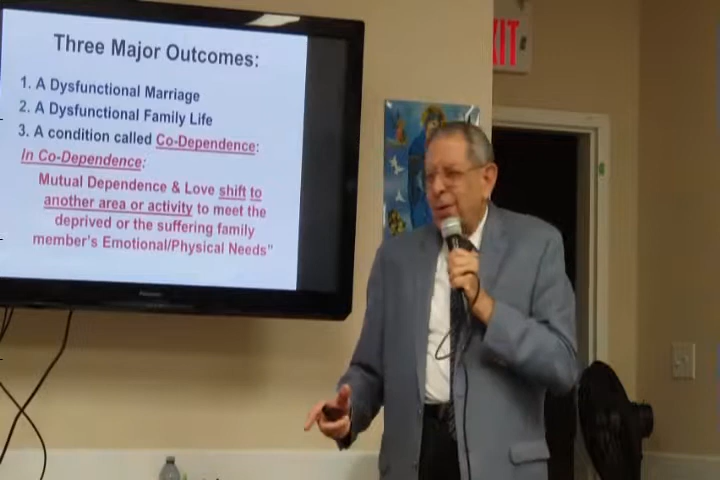 Three Major Outcomes:
1. A Dysfunctional Marriage
2. A Dysfunctional Family Life
3. A condition called Co-Dependence:
In Co-Dependence:
Mutual Dependence & Love shift to
another area or activity to meet the
deprived or the suffering family
member's Emotional/Physical Needs"
Panasonic
EXIT